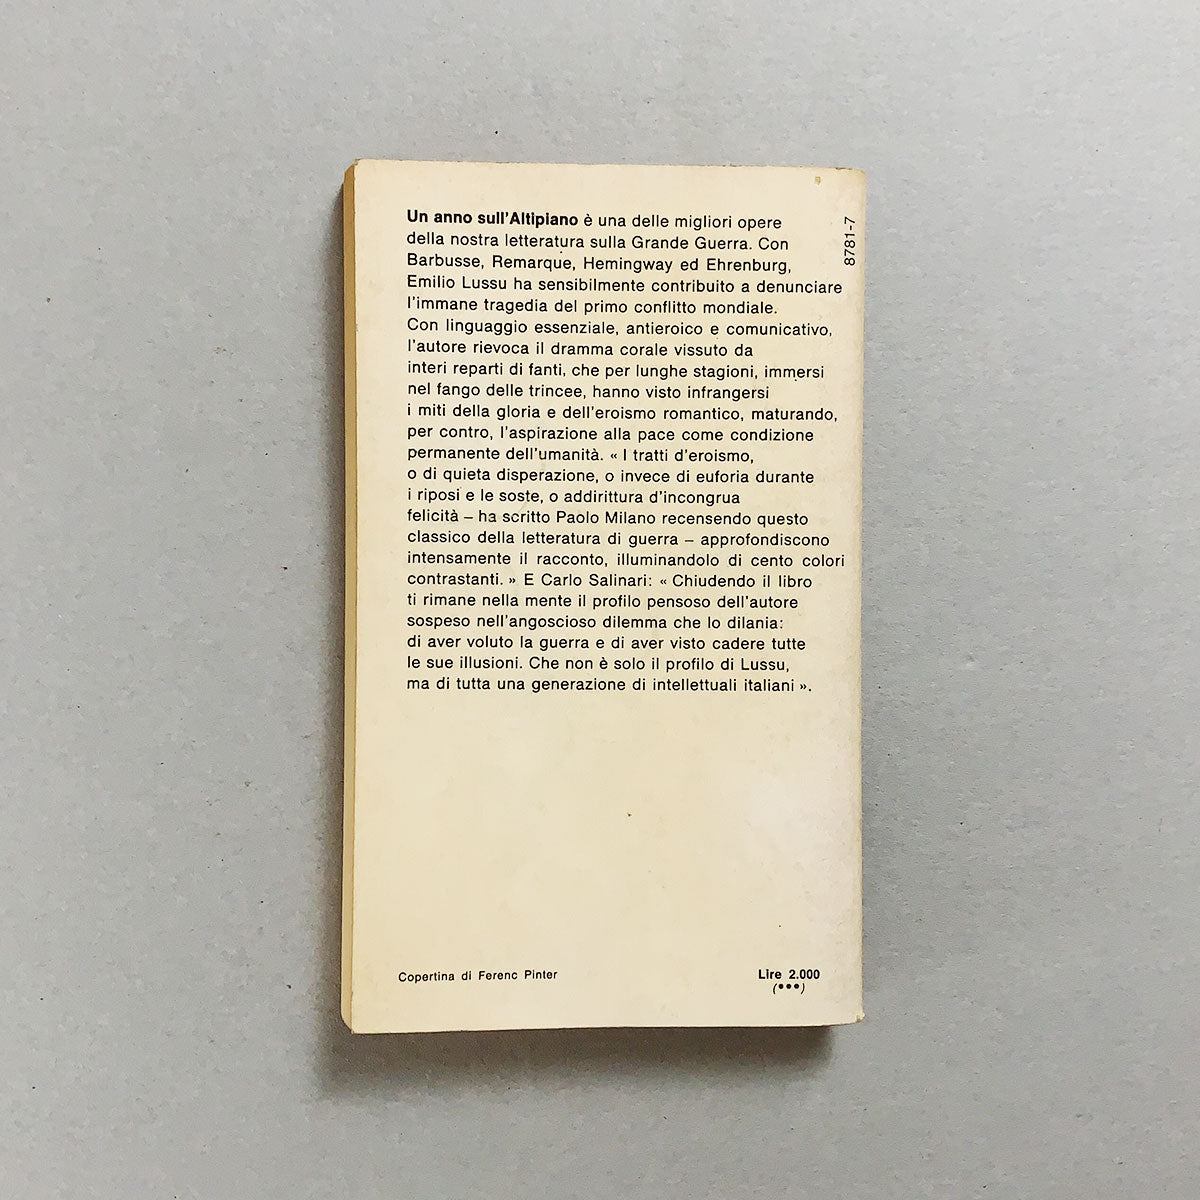 Un anno sull'Altipiano è una delle migliori opere
della nostra letteratura sulla Grande Guerra. Con
Barbusse, Remarque, Hemingway ed Ehrenburg,
Emilio Lussu ha sensibilmente contribuito a denunciare
l'immane tragedia del primo conflitto mondiale.
Con linguaggio essenziale, antieroico e comunicativo,
l'autore rievoca il dramma corale vissuto da
interi reparti di fanti, che per lunghe stagioni, immersi
nel fango delle trincee, hanno visto infrangersi
i miti della gloria e dell'eroismo romantico, maturando,
per contro, l'aspirazione alla pace come condizione
permanente dell'umanità. « I tratti d'eroismo,
o di quieta disperazione, o invece di euforia durante
i riposi e le soste, o addirittura d'incongrua
felicità – ha scritto Paolo Milano recensendo questo
classico della letteratura di guerra – approfondiscono
intensamente il racconto, illuminandolo di cento colori
contrastanti. » E Carlo Salinari: « Chiudendo il libro
ti rimane nella mente il profilo pensoso dell'autore
sospeso nell'angoscioso dilemma che lo dilania:
di aver voluto la guerra e di aver visto cadere tutte
le sue illusioni. Che non è solo il profilo di Lussu,
ma di tutta una generazione di intellettuali italiani ».
8781-7
Copertina di Ferenc Pinter
Lire 2.000
(•••)